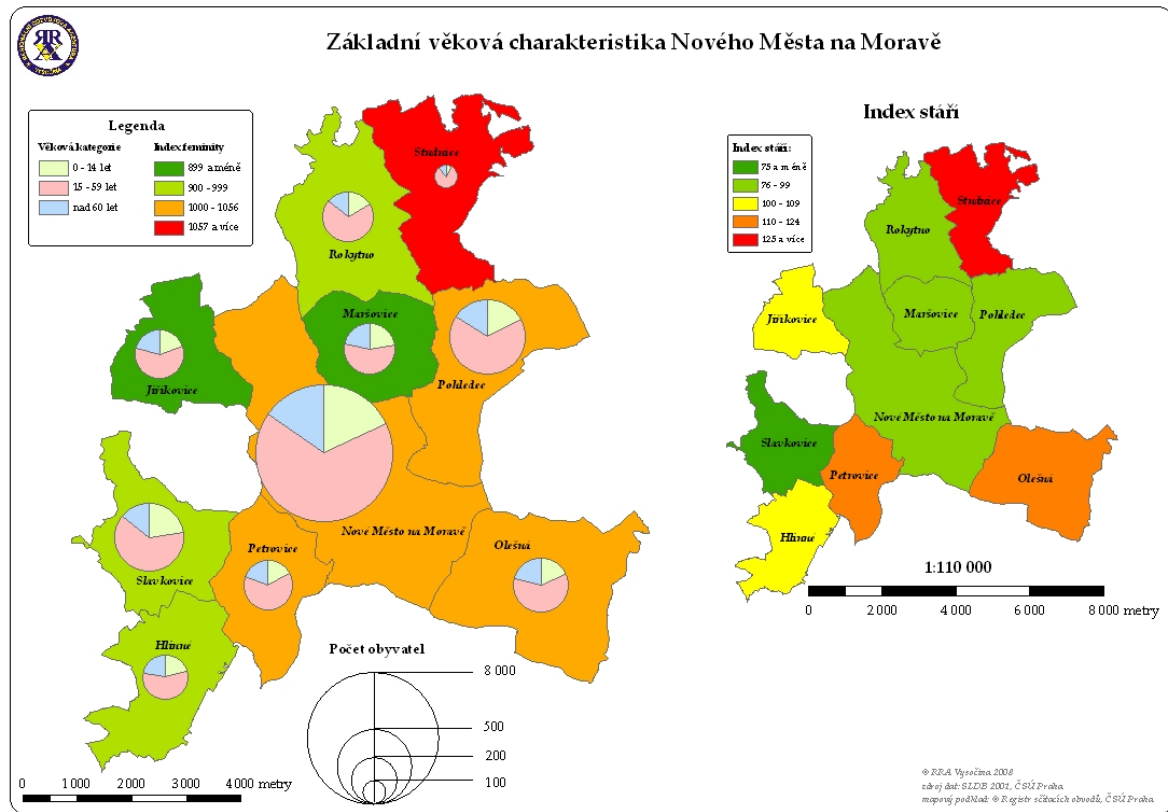 Základní věková charakteristika Nového Města na Moravě
Legenda
Věková kategorie
0 - 14 let
15 - 59 let
nad 60 let
Index feminity
899 a méně
900 - 999
1000 - 1056
1057 a více
Studnice
Rokytno
Maršovice
Jiříkovice
Pohledec
Nové Město na Moravě
Slavkovice
Petrovice
Olešná
Hlinné
Počet obyvatel
8 000
500
200
100
0 1 000 2 000 3 000 4 000 metry
Index stáří
Index stáří:
75 a méně
76 - 99
100 - 109
110 - 124
125 a více
Studnice
Rokytno
Maršovice
Pohledec
Jiříkovice
Nové Město na Moravě
Slavkovice
Petrovice
Olešná
Hlinné
1:110 000
0 2 000 4 000 6 000 8 000 metry
© RRA Vysočina 2008
zdroj dat: SLDB 2001, ČSÚ Praha
mapový podklad: © Registr sčítacích obvodů, ČSÚ Praha